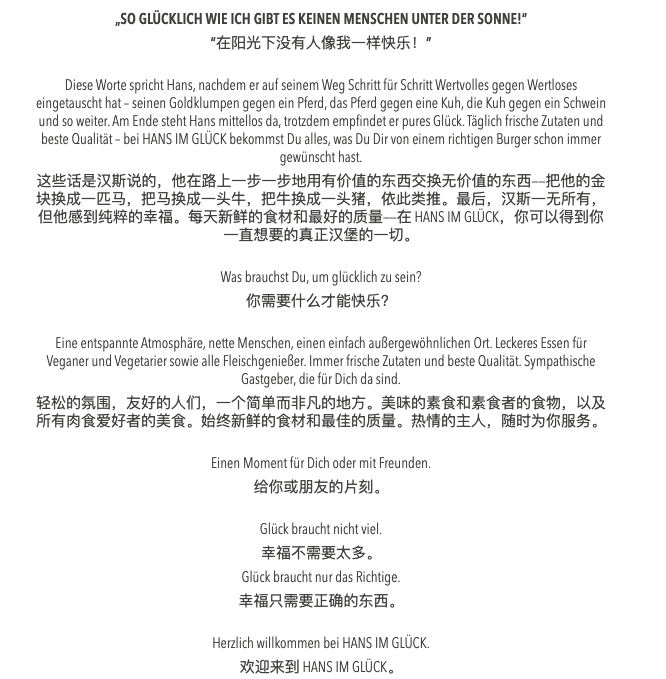 „SO GLÜCKLICH WIE ICH GIBT ES KEINEN MENSCHEN UNTER DER SONNE!“
“在阳光下没有人像我一样快乐！”
Diese Worte spricht Hans, nachdem er auf seinem Weg Schritt für Schritt Wertvolles gegen Wertloses
eingetauscht hat – seinen Goldklumpen gegen ein Pferd, das Pferd gegen eine Kuh, die Kuh gegen ein Schwein
und so weiter. Am Ende steht Hans mittellos da, trotzdem empfindet er pures Glück. Täglich frische Zutaten und
beste Qualität – bei HANS IM GLÜCK bekommst Du alles, was Du Dir von einem richtigen Burger schon immer
gewünscht hast.
这些话是汉斯说的，他在路上一步一步地用有价值的东西交换无价值的东西——把他的金
块换成一匹马，把马换成一头牛，把牛换成一头猪，依此类推。最后，汉斯一无所有，
但他感到纯粹的幸福。每天新鲜的食材和最好的质量——在 HANS IM GLÜCK，你可以得到你
一直想要的真正汉堡的一切。
Was brauchst Du, um glücklich zu sein?
你需要什么才能快乐？
Eine entspannte Atmosphäre, nette Menschen, einen einfach außergewöhnlichen Ort. Leckeres Essen für
Veganer und Vegetarier sowie alle Fleischgenießer. Immer frische Zutaten und beste Qualität. Sympathische
Gastgeber, die für Dich da sind.
轻松的氛围，友好的人们，一个简单而非凡的地方。美味的素食和素食者的食物，以及
所有肉食爱好者的美食。始终新鲜的食材和最佳的质量。热情的主人，随时为你服务。
Einen Moment für Dich oder mit Freunden.
给你或朋友的片刻。
Glück braucht nicht viel.
幸福不需要太多。
Glück braucht nur das Richtige.
幸福只需要正确的东西。
Herzlich willkommen bei HANS IM GLÜCK.
欢迎来到 HANS IM GLÜCK。